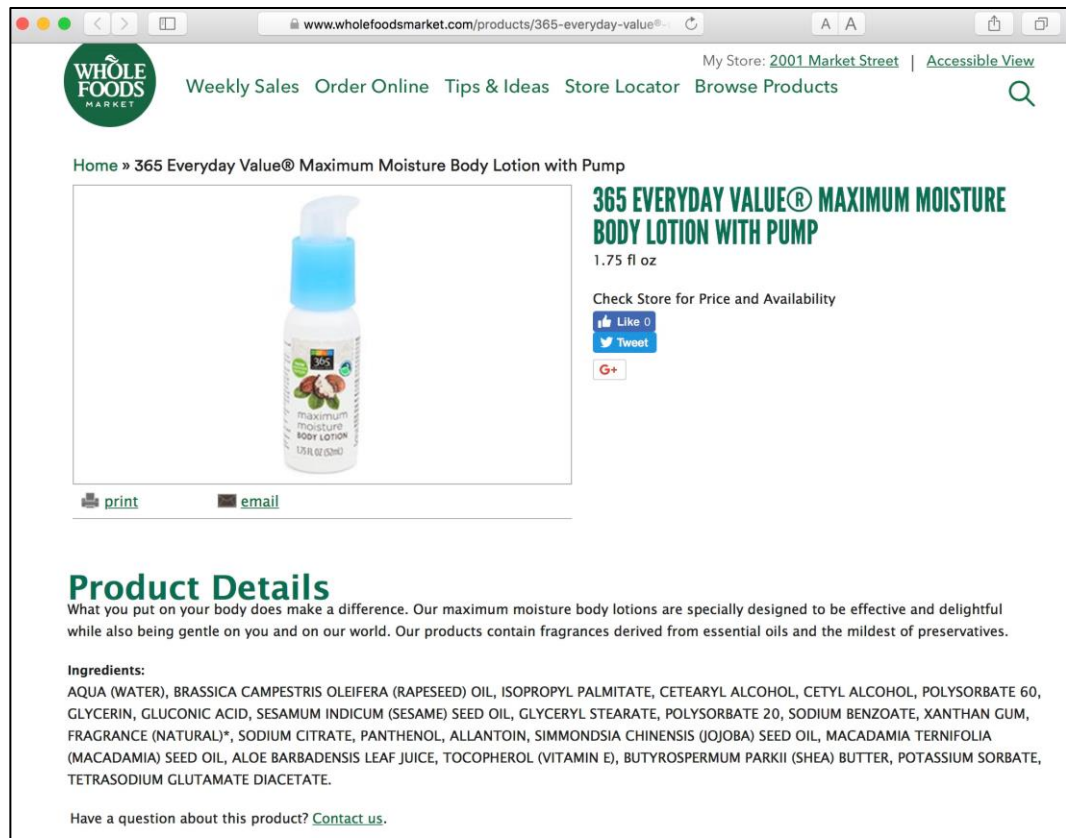 www.wholefoodsmarket.com/products/365-everyday-value®-
A A
My Store: 2001 Market Street | Accessible View
WHOLE
FOODS
MARKET
Weekly Sales Order Online Tips & Ideas Store Locator Browse Products
Home » 365 Everyday Value® Maximum Moisture Body Lotion with Pump
365
maximum
moisture
BODY LOTION
1.75 FL OZ (52mL)
365 EVERYDAY VALUE® MAXIMUM MOISTURE
BODY LOTION WITH PUMP
1.75 fl oz
Check Store for Price and Availability
Like 0
Tweet
G+
print email
Product Details
What you put on your body does make a difference. Our maximum moisture body lotions are specially designed to be effective and delightful
while also being gentle on you and on our world. Our products contain fragrances derived from essential oils and the mildest of preservatives.
Ingredients:
AQUA (WATER), BRASSICA CAMPESTRIS OLEIFERA (RAPESEED) OIL, ISOPROPYL PALMITATE, CETEARYL ALCOHOL, CETYL ALCOHOL, POLYSORBATE 60,
GLYCERIN, GLUCONIC ACID, SESAMUM INDICUM (SESAME) SEED OIL, GLYCERYL STEARATE, POLYSORBATE 20, SODIUM BENZOATE, XANTHAN GUM,
FRAGRANCE (NATURAL)*, SODIUM CITRATE, PANTHENOL, ALLANTOIN, SIMMONDSIA CHINENSIS (JOJOBA) SEED OIL, MACADAMIA TERNIFOLIA
(MACADAMIA) SEED OIL, ALOE BARBADENSIS LEAF JUICE, TOCOPHEROL (VITAMIN E), BUTYROSPERMUM PARKII (SHEA) BUTTER, POTASSIUM SORBATE,
TETRASODIUM GLUTAMATE DIACETATE.
Have a question about this product? Contact us.